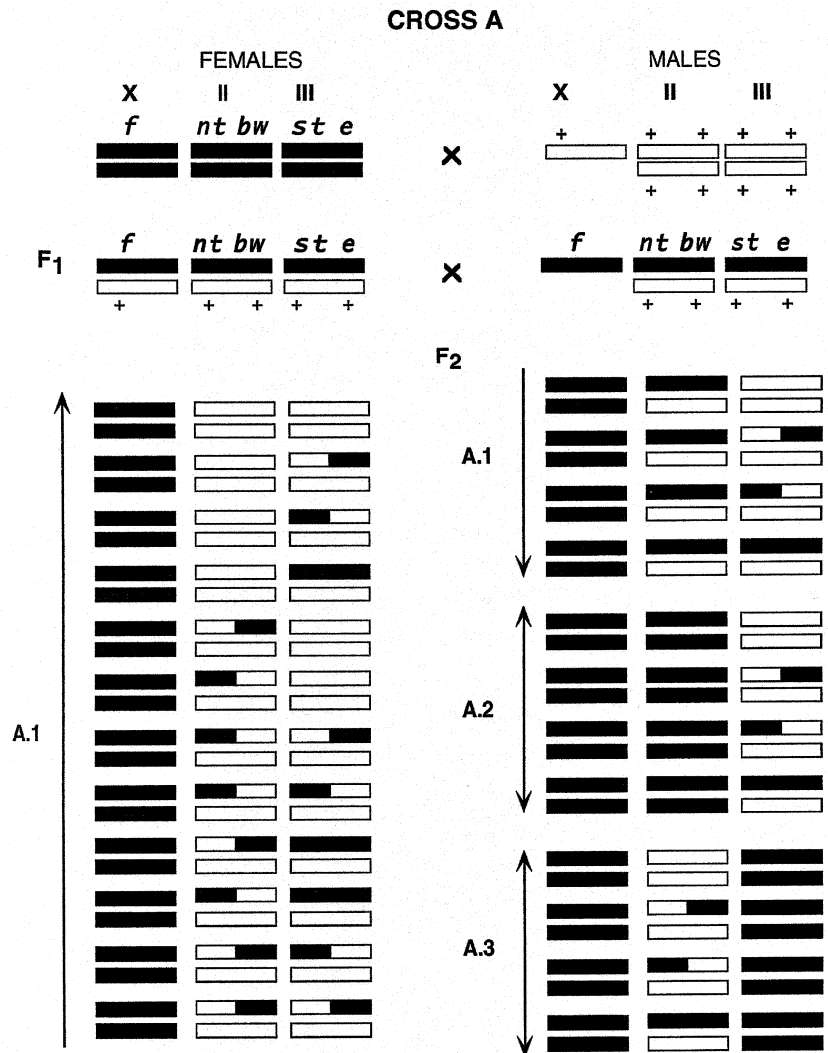 CROSS A
FEMALES MALES
X II III X II III
f nt bw st e
+ + + + +
×
+ + + +
F1 f nt bw st e × f nt bw st e
+ + + + + + + + +
F2
A.1
A.2
A.1
A.3